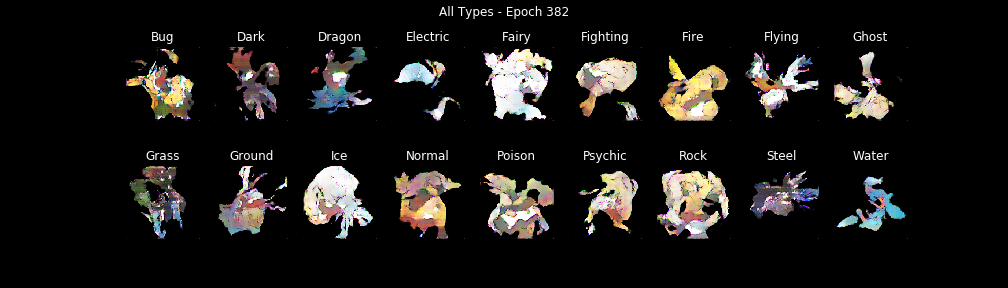 All Types - Epoch 382
Bug Dark Dragon Electric Fairy Fighting Fire Flying Ghost
Grass Ground Ice Normal Poison Psychic Rock Steel Water